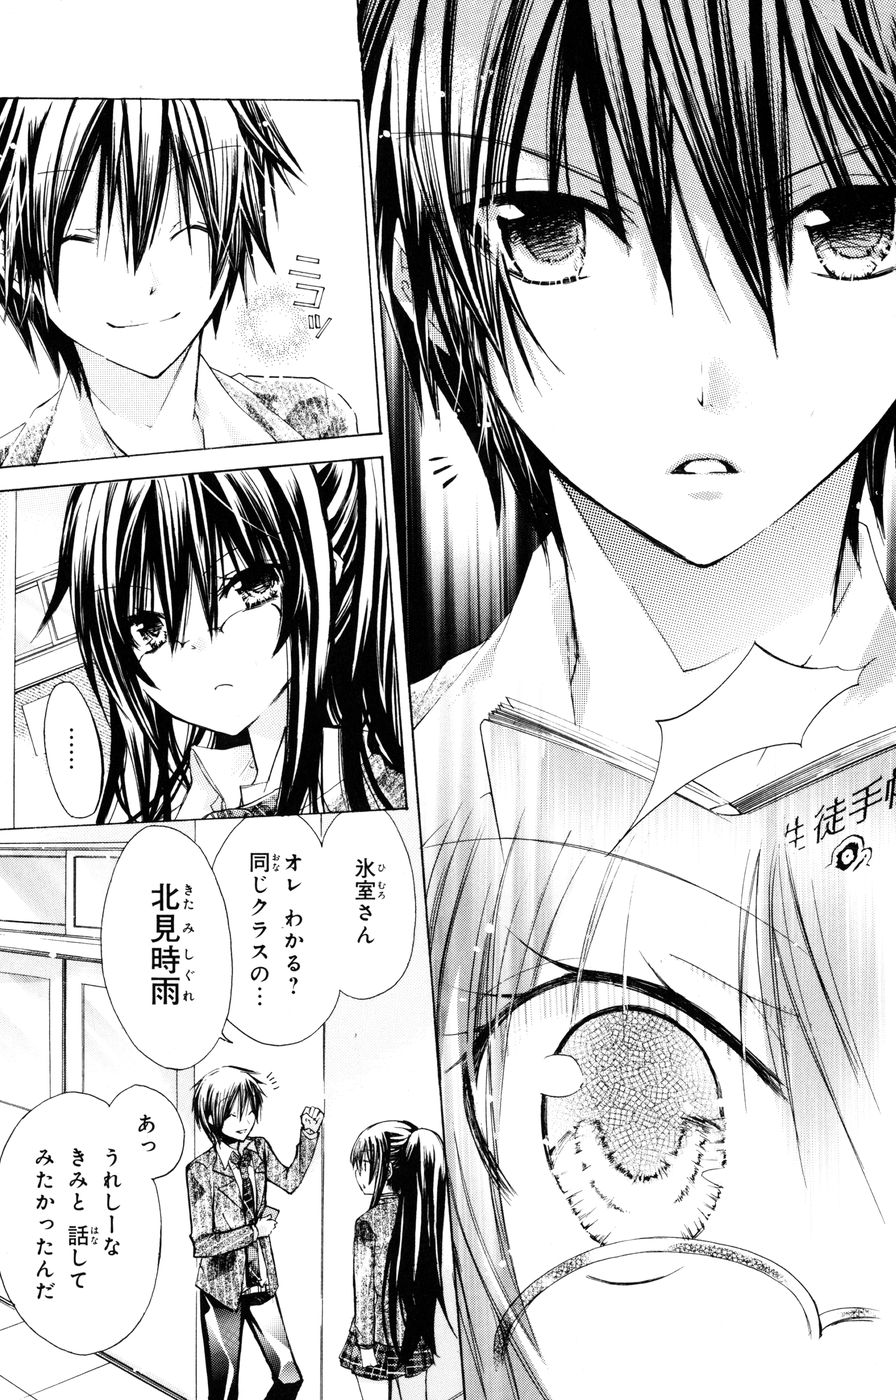 生徒手帳
ニコッ
……
氷室さん
オレ わかる？
同じクラスの…
北見時雨
あっ
うれしーな
きみと話して
みたかったんだ